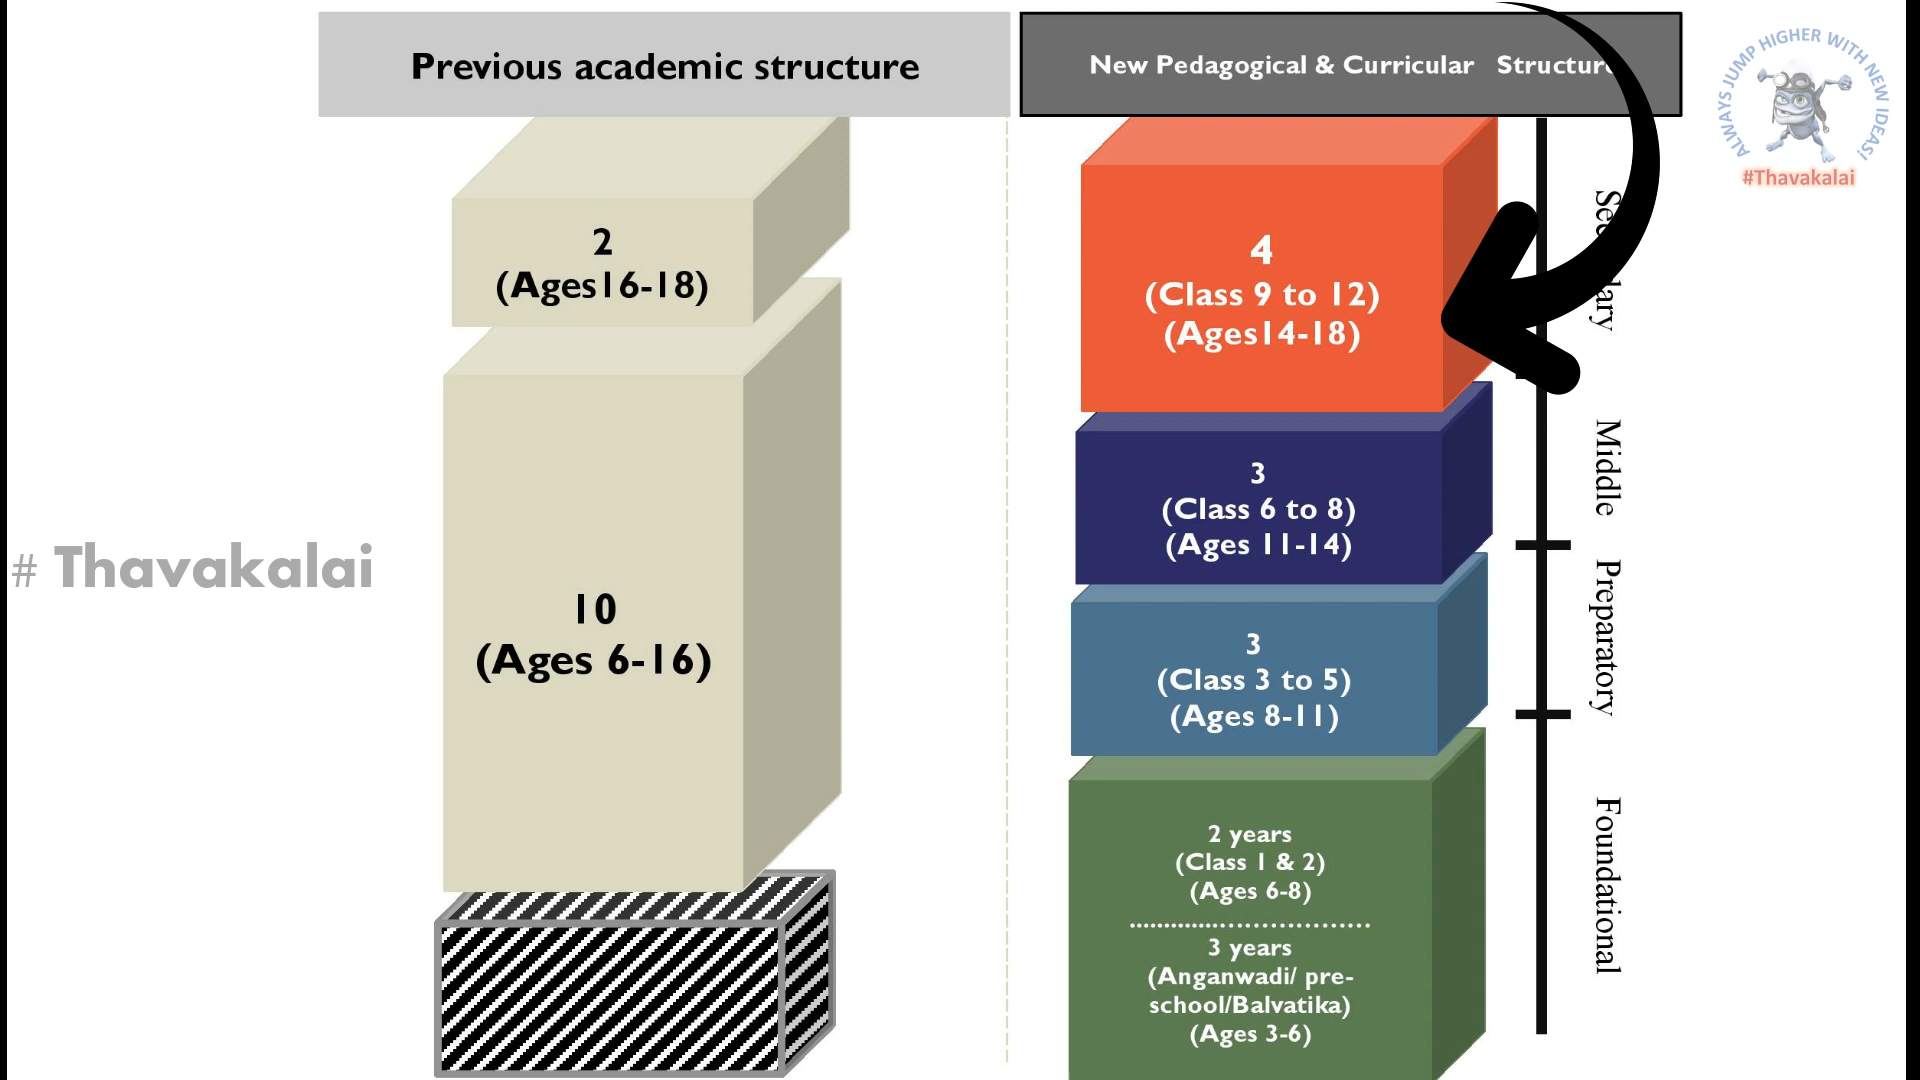 Previous academic structure
New Pedagogical & Curricular Structure
ALWAYS JUMP HIGHER WITH NEW IDEAS!
#Thavakalai
2
(Ages16-18)
10
(Ages 6-16)
# Thavakalai
4
(Class 9 to 12)
(Ages14-18)
3
(Class 6 to 8)
(Ages 11-14)
3
(Class 3 to 5)
(Ages 8-11)
2 years
(Class 1 & 2)
(Ages 6-8)
3 years
(Anganwadi/ pre-
school/Balvatika)
(Ages 3-6)
Secondary
Middle
Preparatory
Foundational